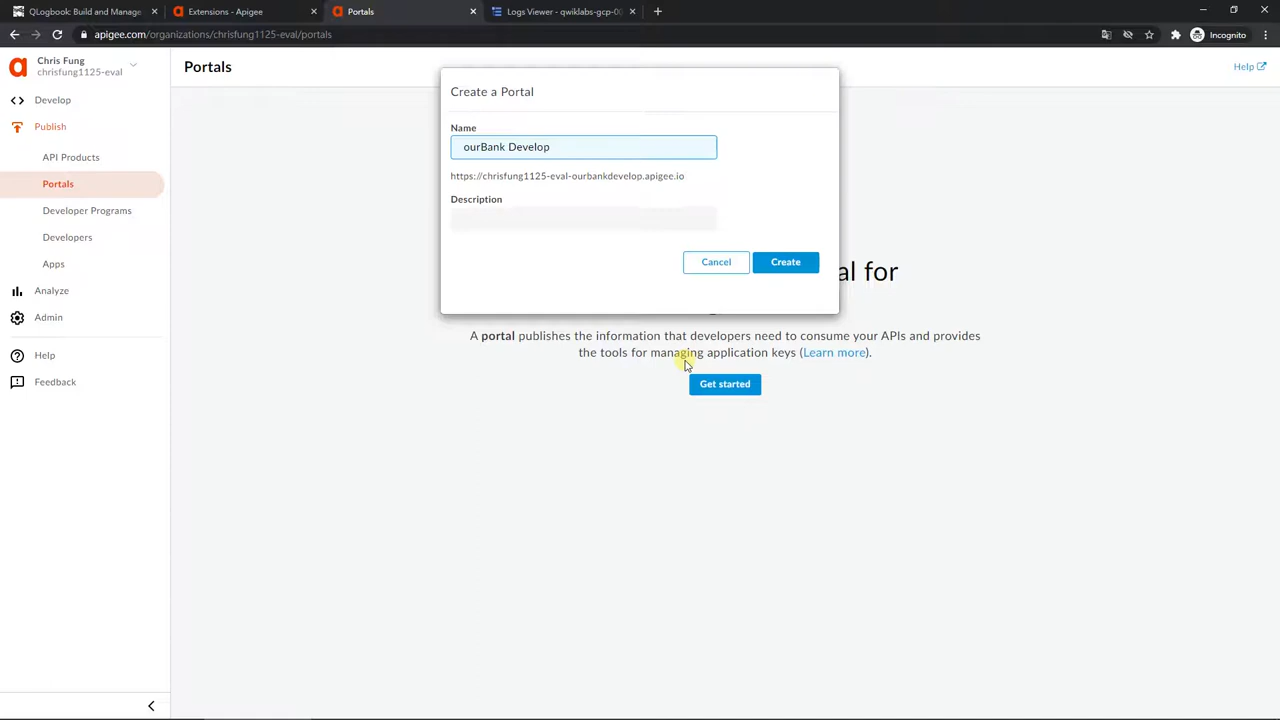 QLogbook: Build and Manage
Extensions - Apigee
Portals
Logs Viewer - qwiklabs-gcp-00
apigee.com/organizations/chrisfung1125-eval/portals
Incognito
Chris Fung
chrisfung1125-eval
Develop
Publish
API Products
Portals
Developer Programs
Developers
Apps
Analyze
Admin
Help
Feedback
Portals
Help
Create a Portal
Name
ourBank Develop
https://chrisfung1125-eval-ourbankdevelop.apigee.io
Description
Cancel
Create
al for
A portal publishes the information that developers need to consume your APIs and provides
the tools for managing application keys (Learn more).
Get started